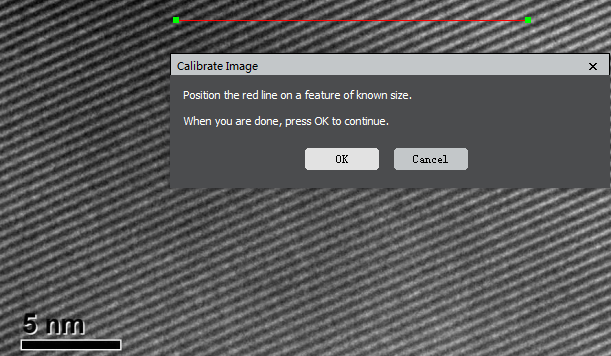 Calibrate Image
Position the red line on a feature of known size.
When you are done, press OK to continue.
OK Cancel
5 nm